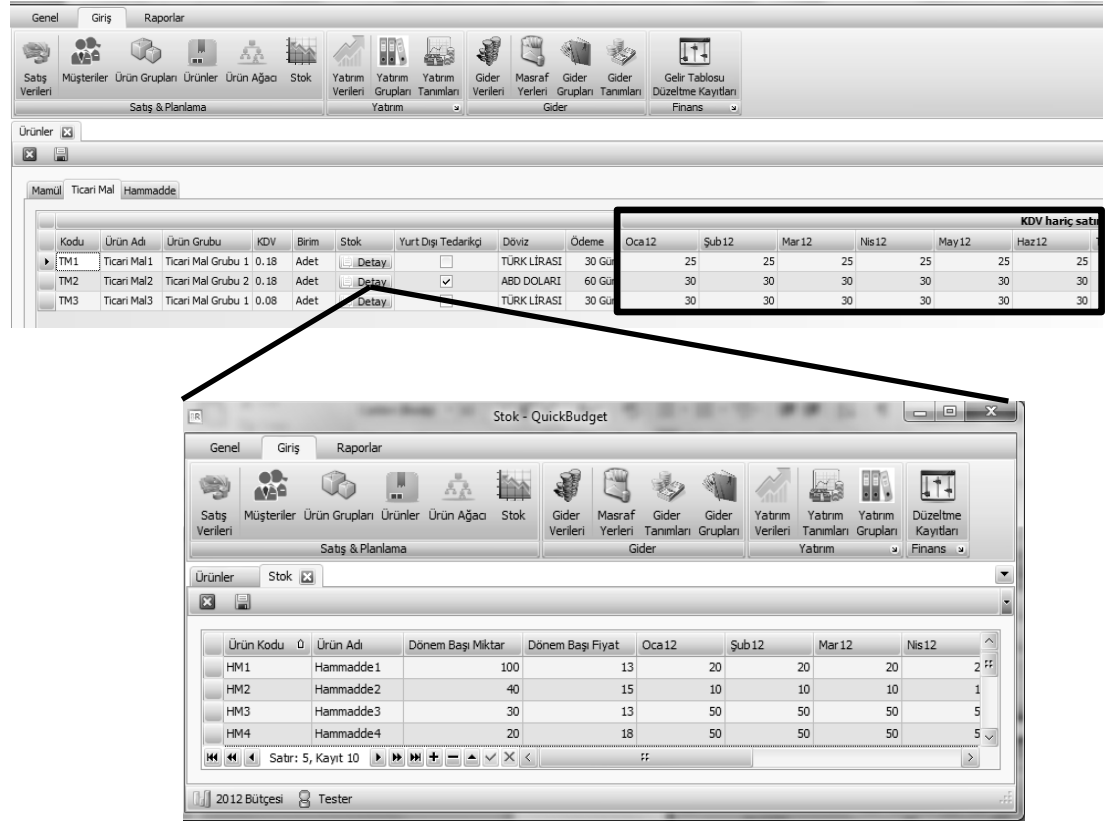 Genel Giriş Raporlar
Satış Verileri Müşteriler Ürün Grupları Ürünler Ürün Ağacı Stok Yatırım Verileri Yatırım Grupları Yatırım Tanımları Gider Verileri Masraf Yerleri Gider Grupları Gider Tanımları Gelir Tablosu Düzeltme Kayıtları
Satış & Planlama Yatırım Gider Finans
Ürünler
Mamül Ticari Mal Hammadde
KDV hariç satı
Kodu Ürün Adı Ürün Grubu KDV Birim Stok Yurt Dışı Tedarikçi Döviz Ödeme Oca12 Şub12 Mar12 Nis12 May12 Haz12
TM1 Ticari Mal1 Ticari Mal Grubu 1 0.18 Adet Detay TÜRK LİRASI 30 Gün 25 25 25 25 25 25
TM2 Ticari Mal2 Ticari Mal Grubu 2 0.18 Adet Detay ABD DOLARI 60 Gün 30 30 30 30 30 30
TM3 Ticari Mal3 Ticari Mal Grubu 1 0.08 Adet Detay TÜRK LİRASI 30 Gün 30 30 30 30 30 30
Stok - QuickBudget
Genel Giriş Raporlar
Satış Verileri Müşteriler Ürün Grupları Ürünler Ürün Ağacı Stok Gider Verileri Masraf Yerleri Gider Tanımları Gider Grupları Yatırım Verileri Yatırım Tanımları Yatırım Grupları Düzeltme Kayıtları
Satış & Planlama Gider Yatırım Finans
Ürünler Stok
Ürün Kodu Ürün Adı Dönem Başı Miktar Dönem Başı Fiyat Oca12 Şub12 Mar12 Nis12
HM1 Hammadde1 100 13 20 20 20 2
HM2 Hammadde2 40 15 10 10 10 1
HM3 Hammadde3 30 13 50 50 50 5
HM4 Hammadde4 20 18 50 50 50 5
Satır: 5, Kayıt 10
2012 Bütçesi Tester